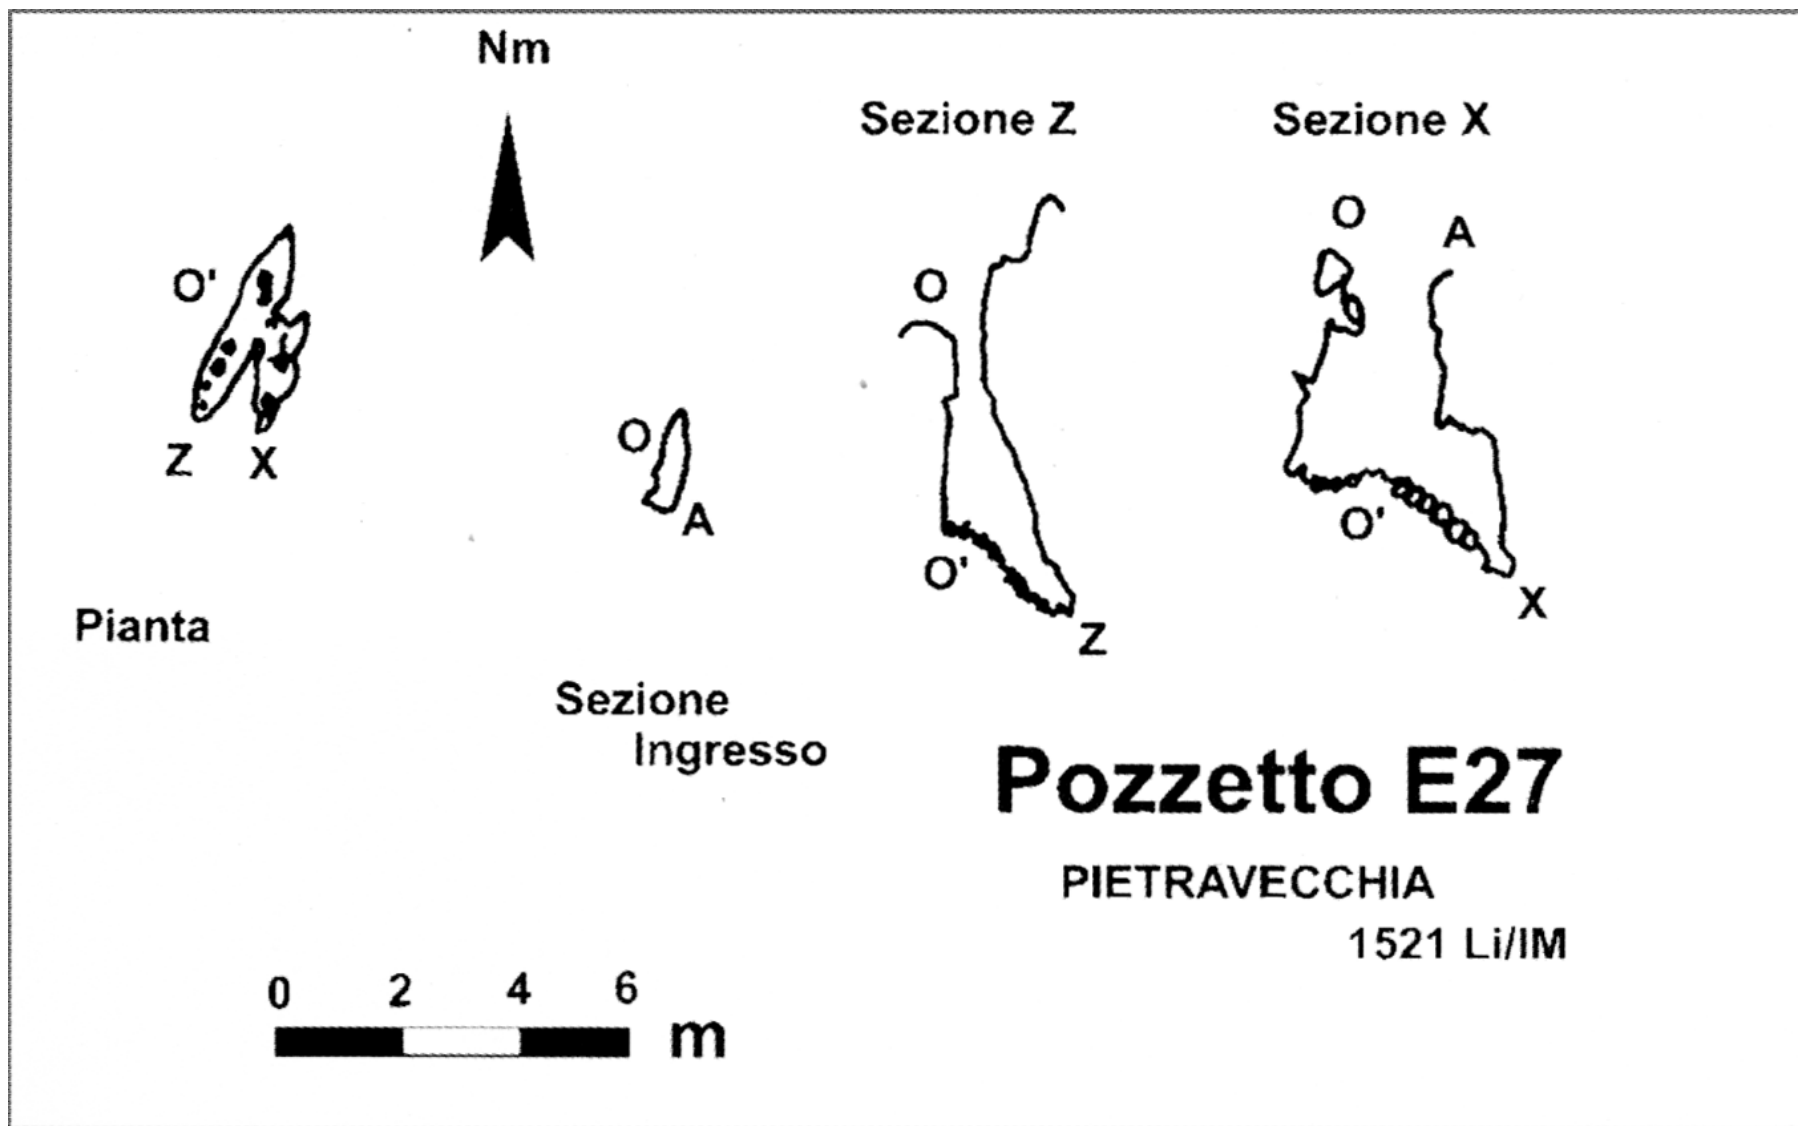 Nm
Sezione Z
Sezione X
O
A
O'
O
O
Z
X
A
O'
O'
X
Z
Pianta
Sezione
Ingresso
Pozzetto E27
PIETRAVECCHIA
1521 Li/IM
0 2 4 6
m